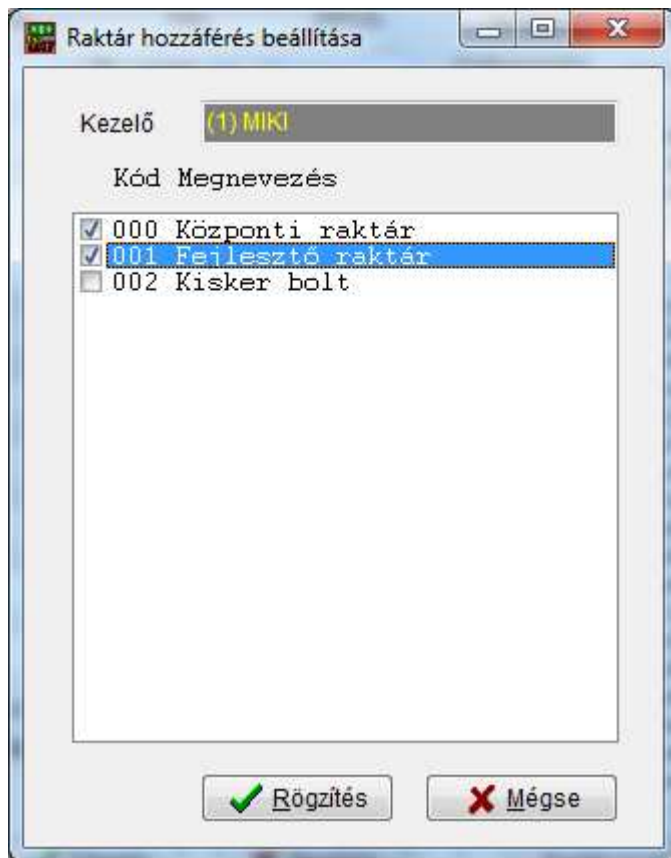 Raktár hozzáférés beállítása
Kezelő (1) MIKI
Kód Megnevezés
000 Központi raktár
001 Fejlesztő raktár
002 Kisker bolt
Rögzítés Mégse